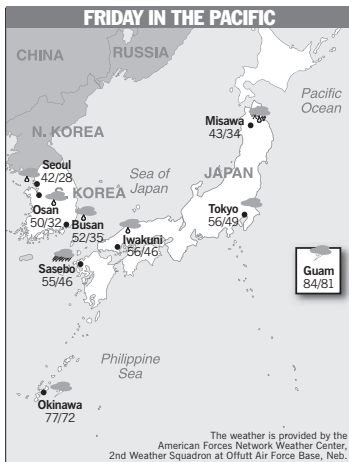 FRIDAY IN THE PACIFIC
CHINA
RUSSIA
Pacific
Ocean
Misawa
43/34
N. KOREA
Seoul
42/28
S. KOREA
Sea of
Japan
JAPAN
Osan
50/32
Busan
52/35
Tokyo
56/49
Iwakuni
56/46
Sasebo
55/46
Guam
84/81
Philippine
Sea
Okinawa
77/72
The weather is provided by the
American Forces Network Weather Center,
2nd Weather Squadron at Offutt Air Force Base, Neb.